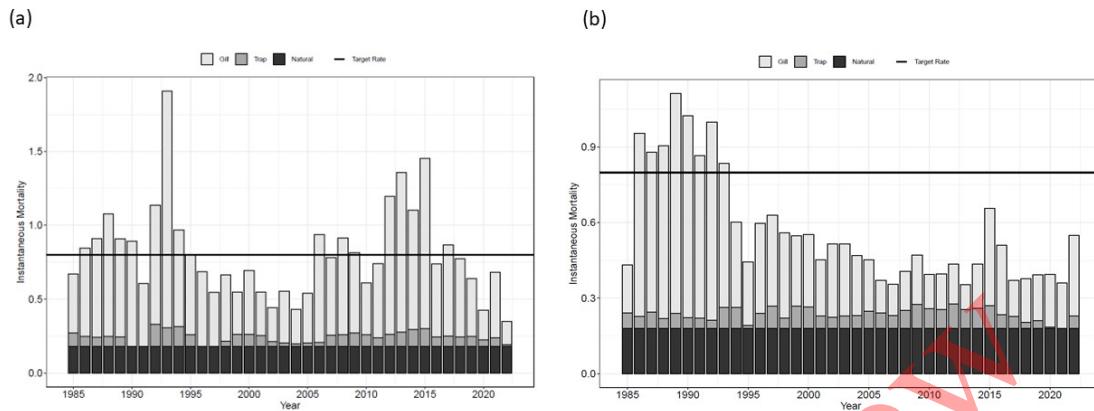 (a)
(b)
Gill Trap Natural Target Rate
Gill Trap Natural Target Rate
Instantaneous Mortality
2.0
1.5
1.0
0.5
0.0
1985 1990 1995 2000 2005 2010 2015 2020
Year
Instantaneous Mortality
0.9
0.6
0.3
0.0
1985 1990 1995 2000 2005 2010 2015 2020
Year